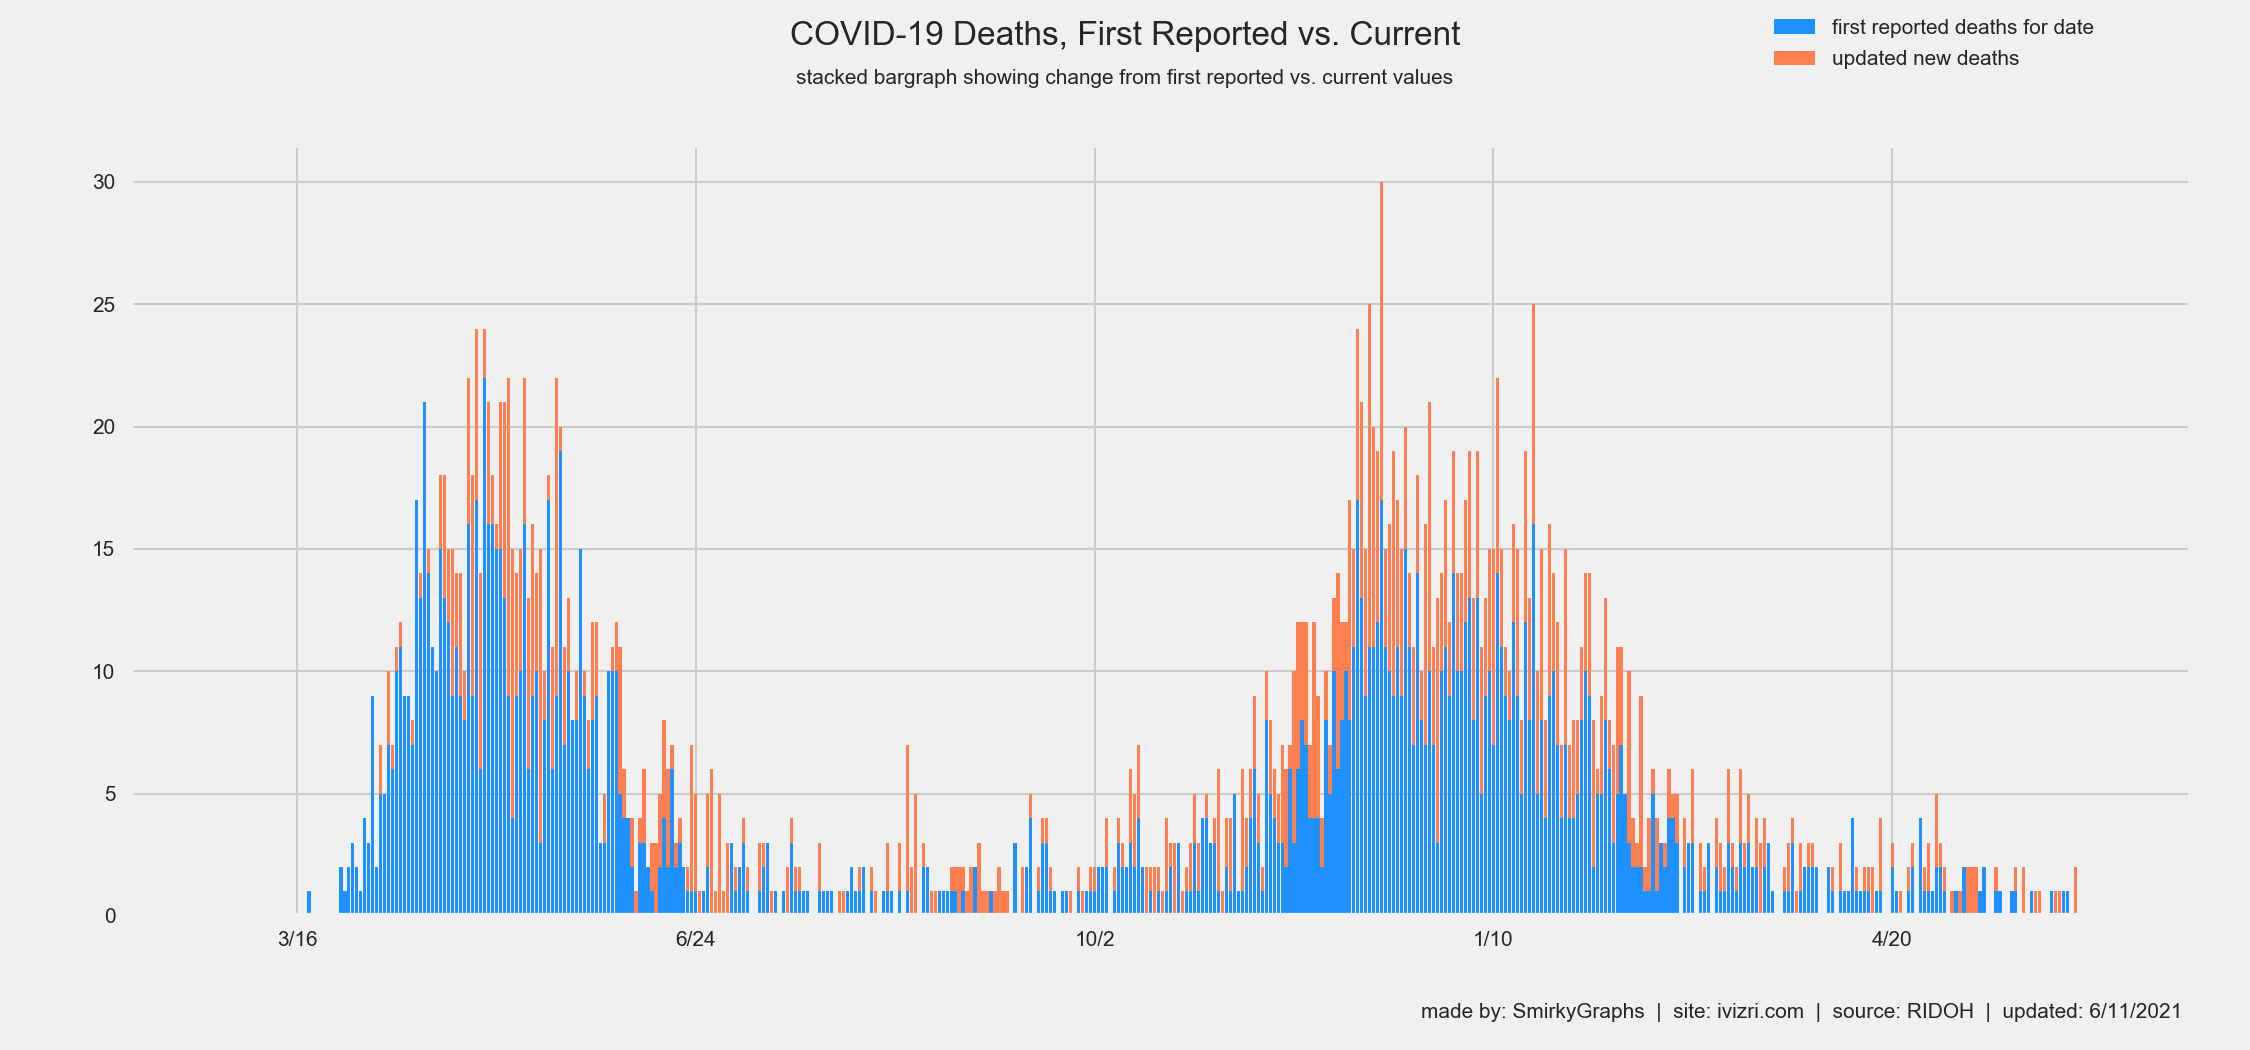 COVID-19 Deaths, First Reported vs. Current
stacked bargraph showing change from first reported vs. current values
first reported deaths for date
updated new deaths
30
25
20
15
10
5
0
3/16
6/24
10/2
1/10
4/20
made by: SmirkyGraphs | site: ivizri.com | source: RIDOH | updated: 6/11/2021